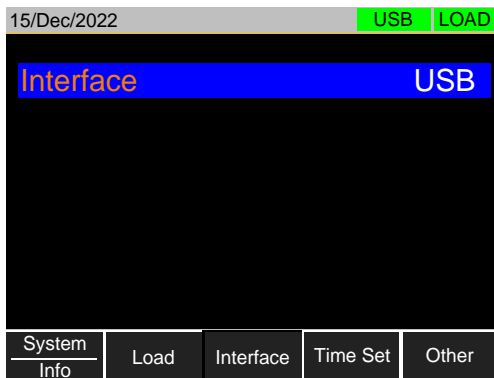 15/Dec/2022 USB LOAD
Interface USB
System
Info
Load Interface Time Set Other